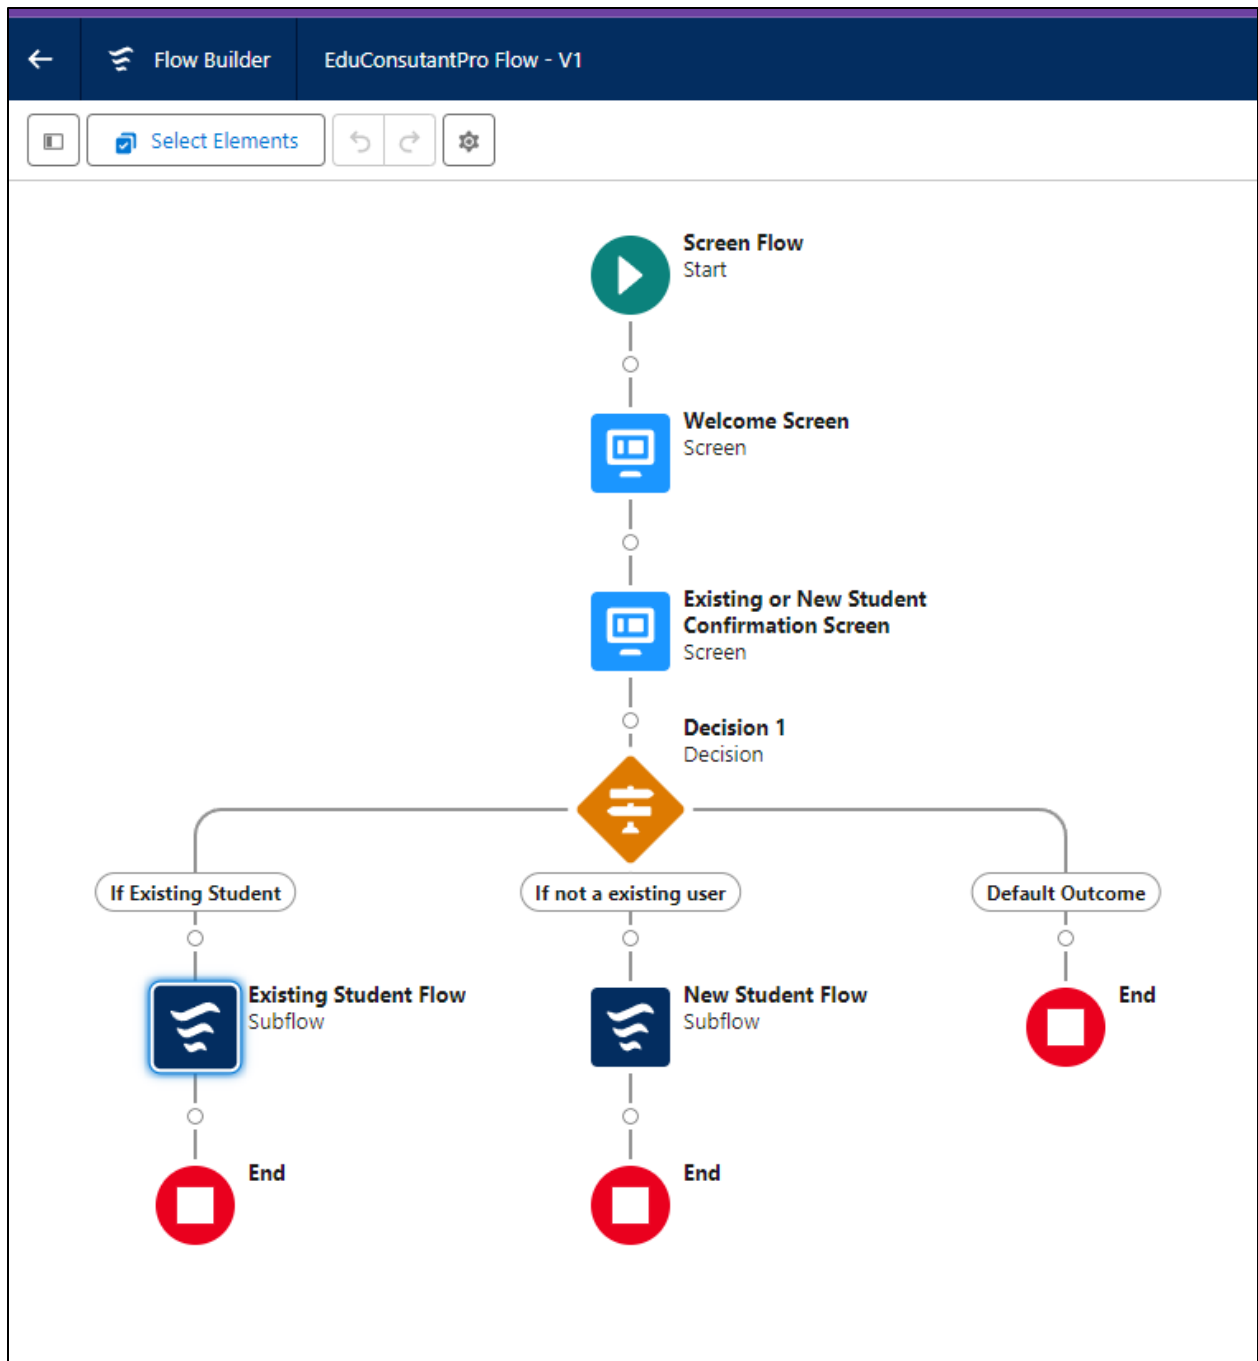 Flow Builder
EduConsutantPro Flow - V1
Select Elements
Screen Flow
Start
Welcome Screen
Screen
Existing or New Student
Confirmation Screen
Screen
Decision 1
Decision
If Existing Student
If not a existing user
Default Outcome
Existing Student Flow
Subflow
New Student Flow
Subflow
End
End
End